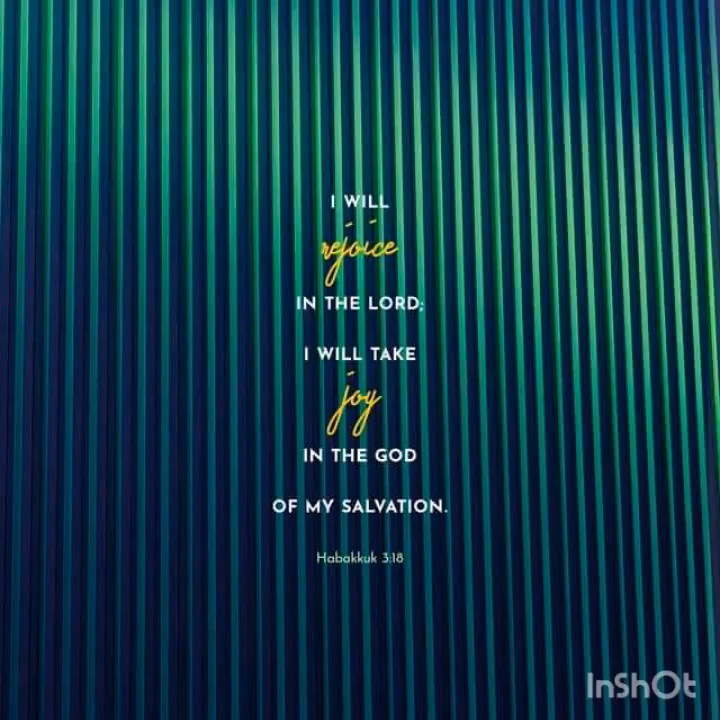 I WILL
rejoice
IN THE LORD;
I WILL TAKE
joy
IN THE GOD
OF MY SALVATION.
Habakkuk 3:18
InShOt